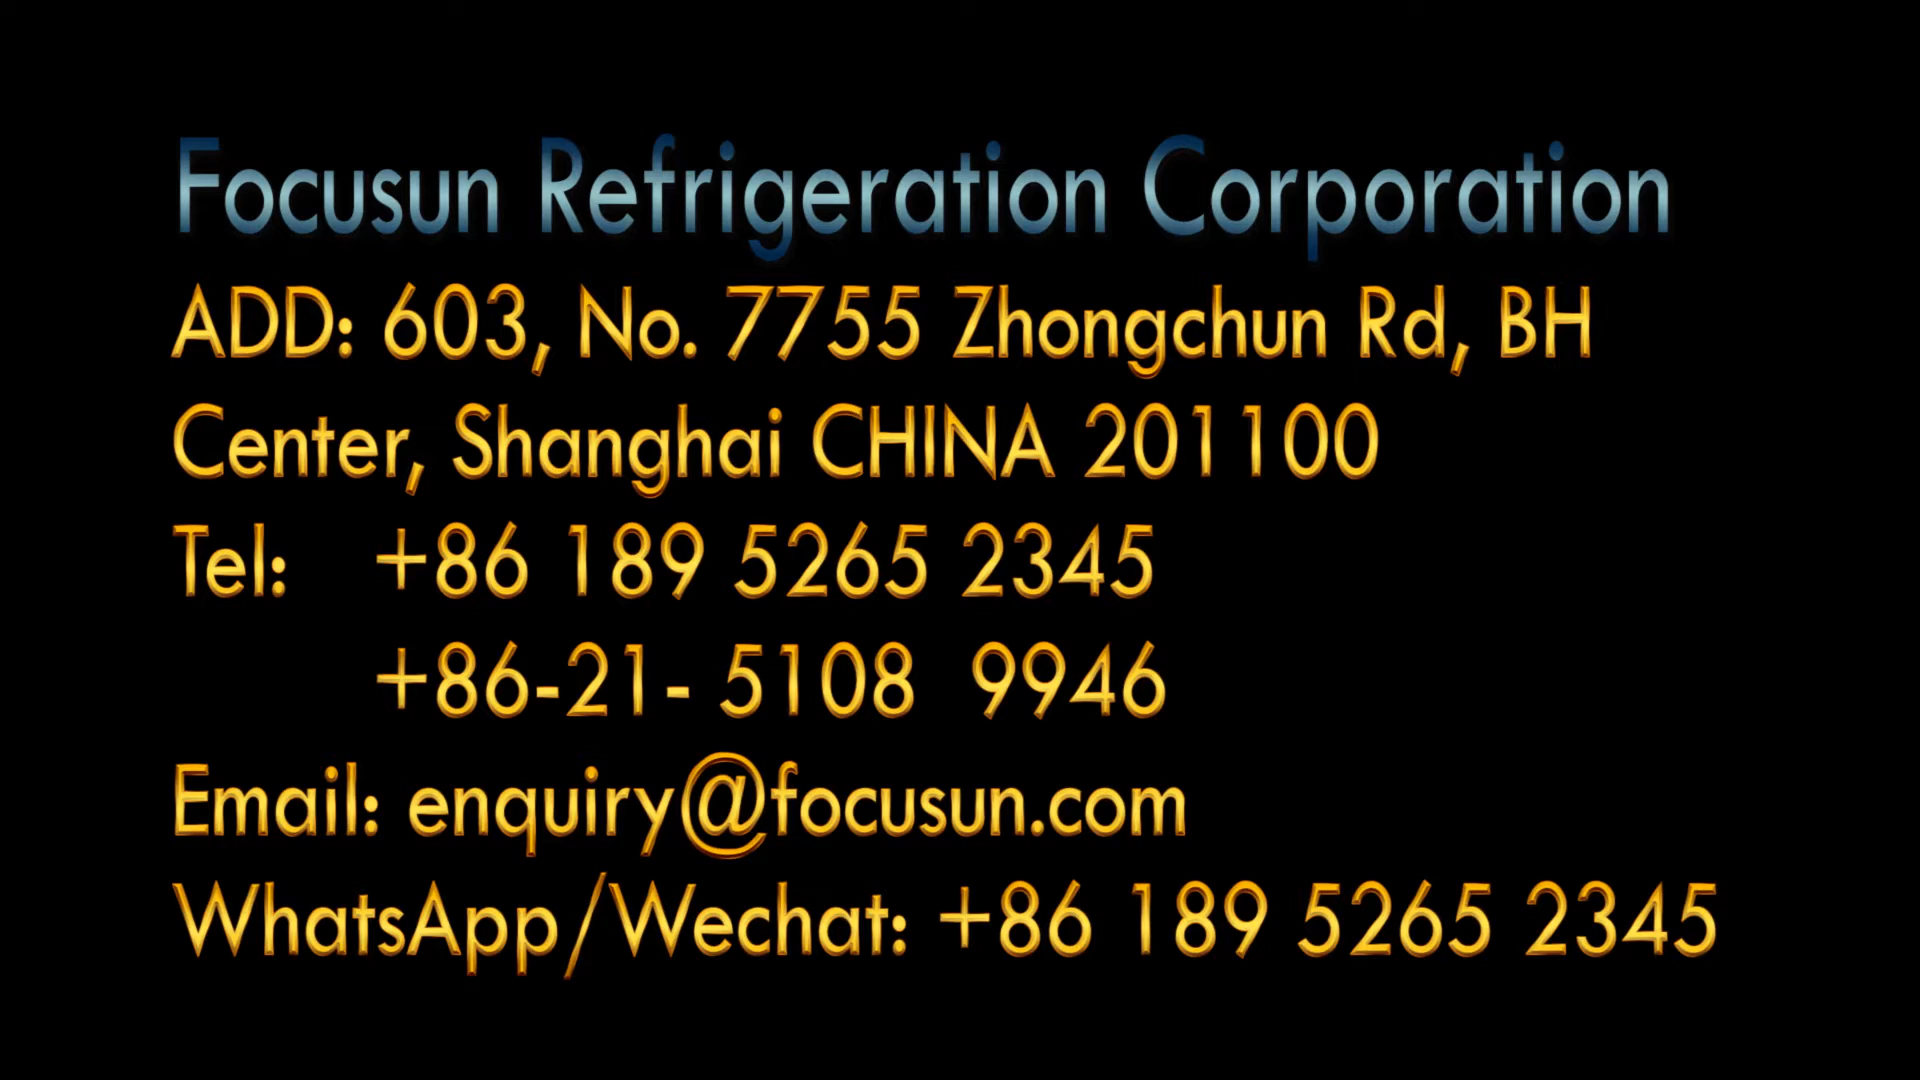 Focusun Refrigeration Corporation
ADD: 603, No. 7755 Zhongchun Rd, BH
Center, Shanghai CHINA 201100
Tel: +86 189 5265 2345
+86-21- 5108 9946
Email: enquiry@focusun.com
WhatsApp/Wechat: +86 189 5265 2345